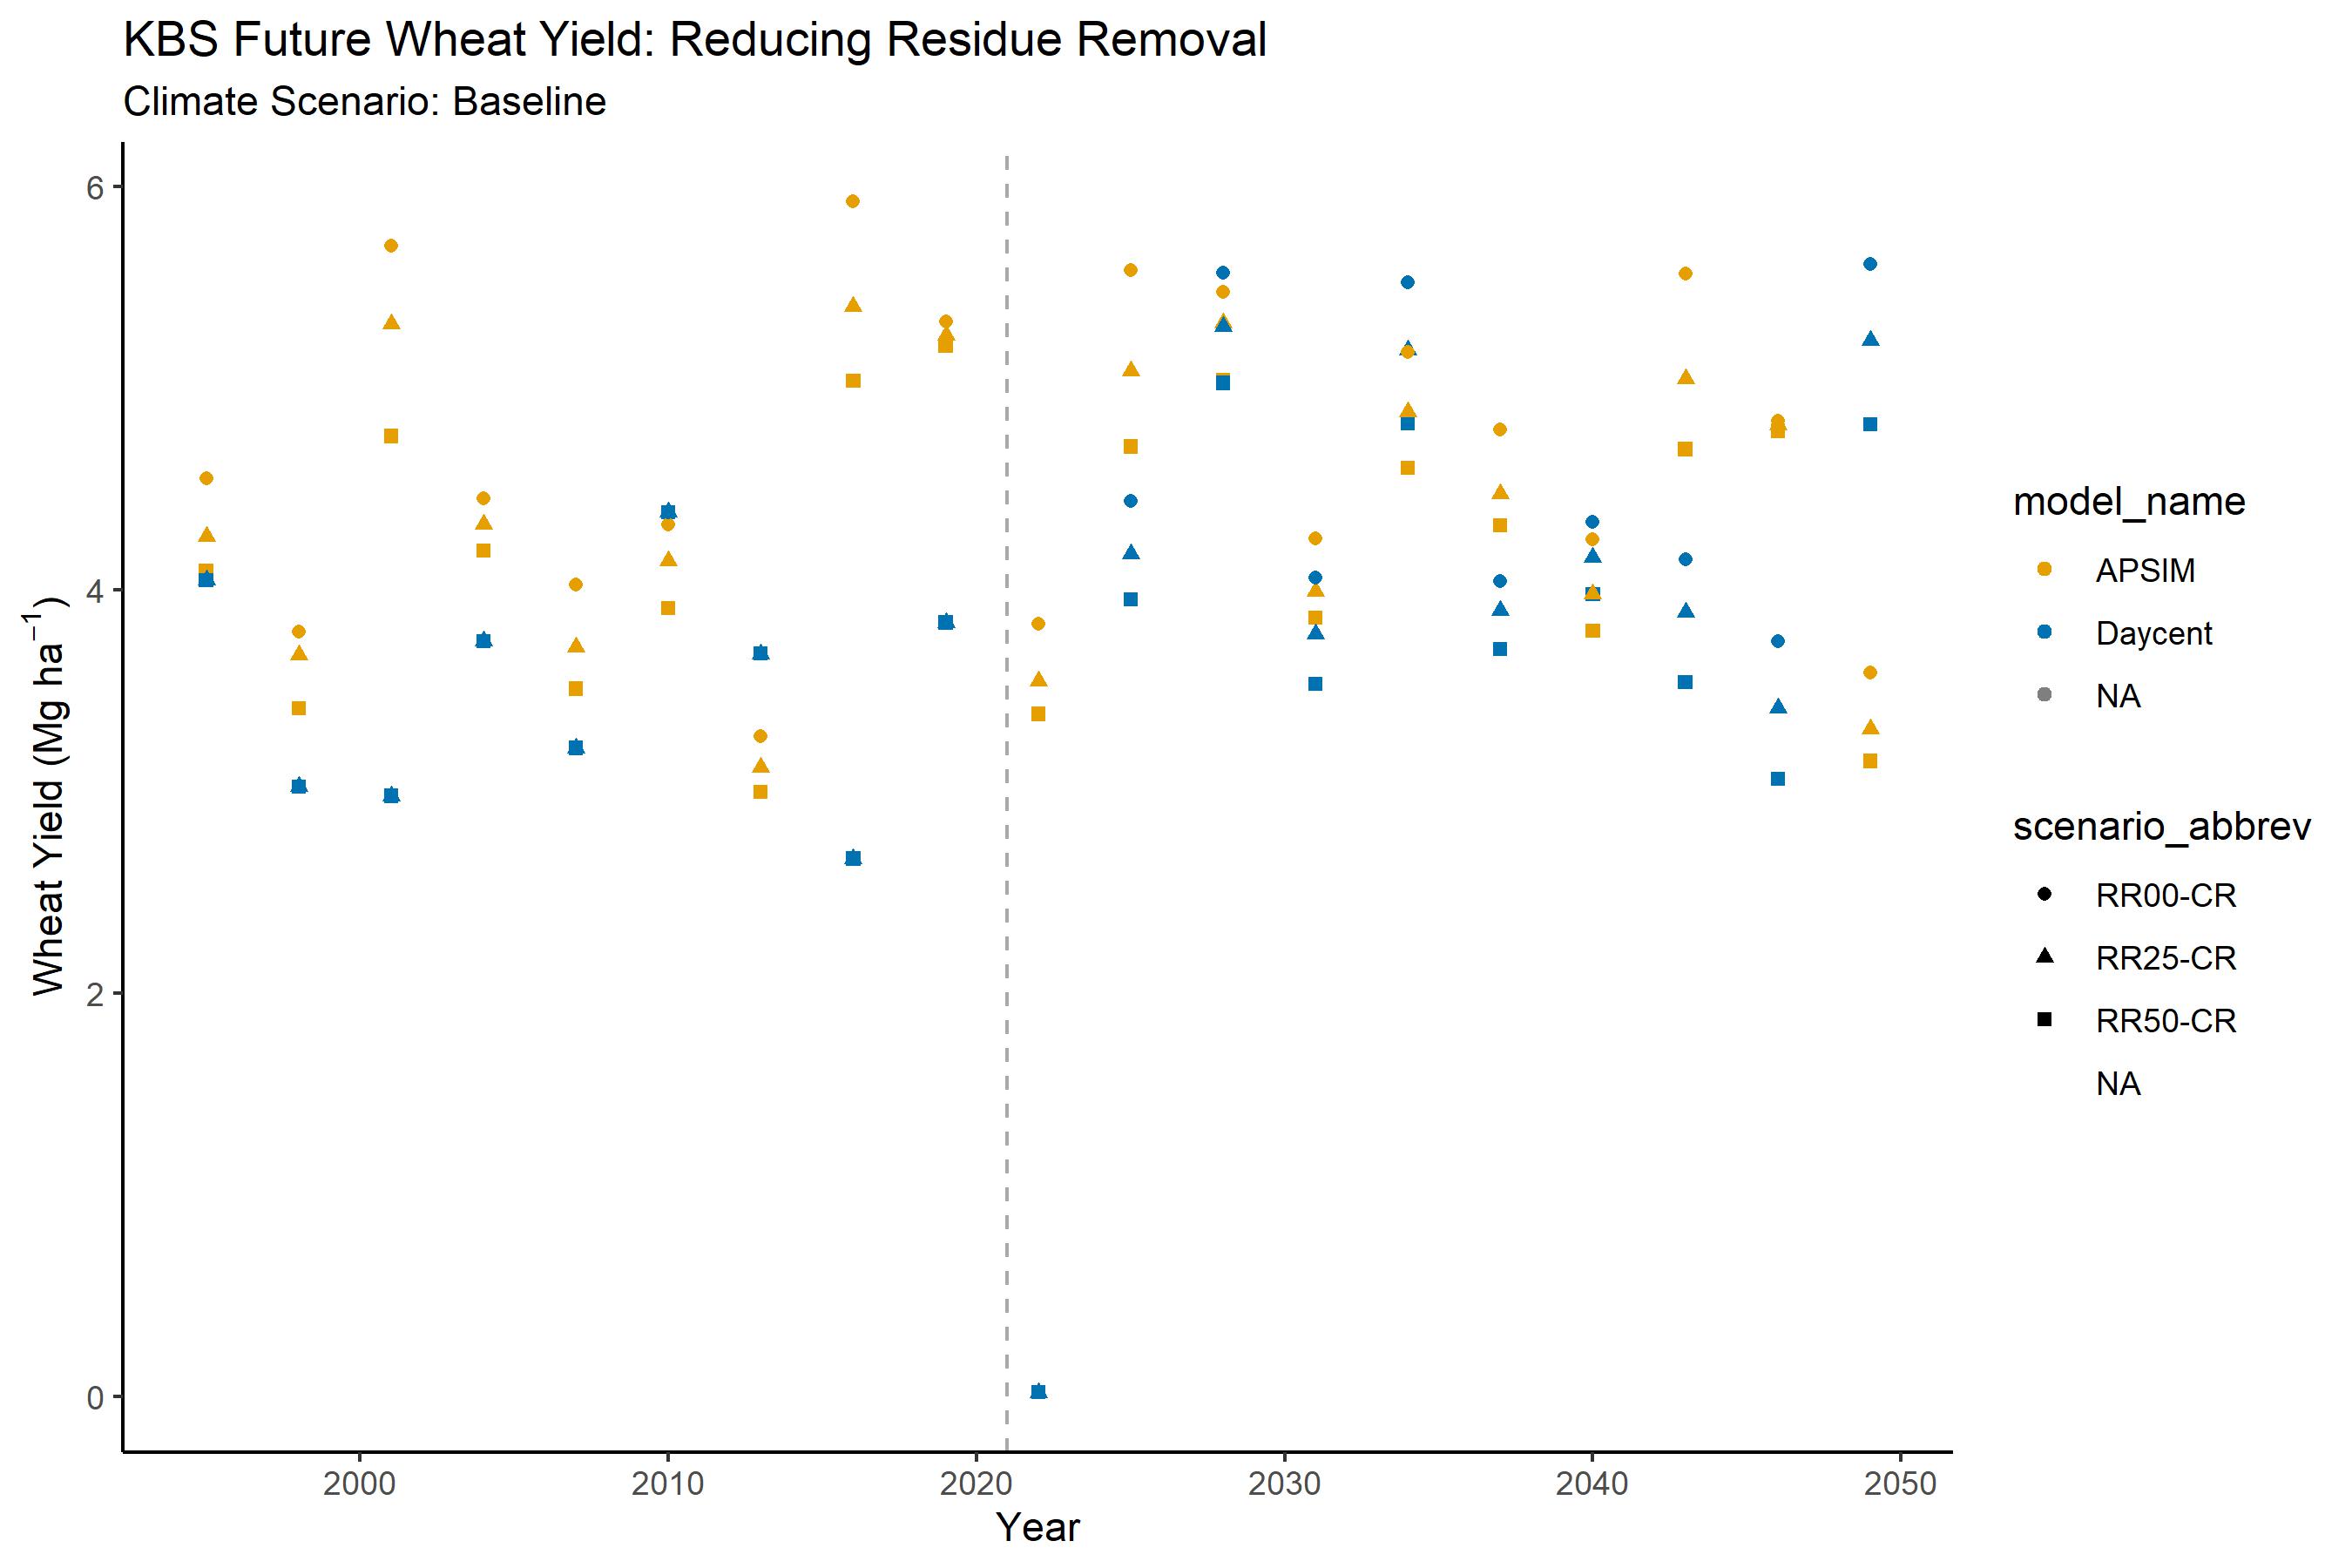 KBS Future Wheat Yield: Reducing Residue Removal
Climate Scenario: Baseline
6
4
2
0
Wheat Yield (Mg ha⁻¹)
2000
2010
2020
2030
2040
2050
Year
model_name
APSIM
Daycent
NA
scenario_abbrev
RR00-CR
RR25-CR
RR50-CR
NA